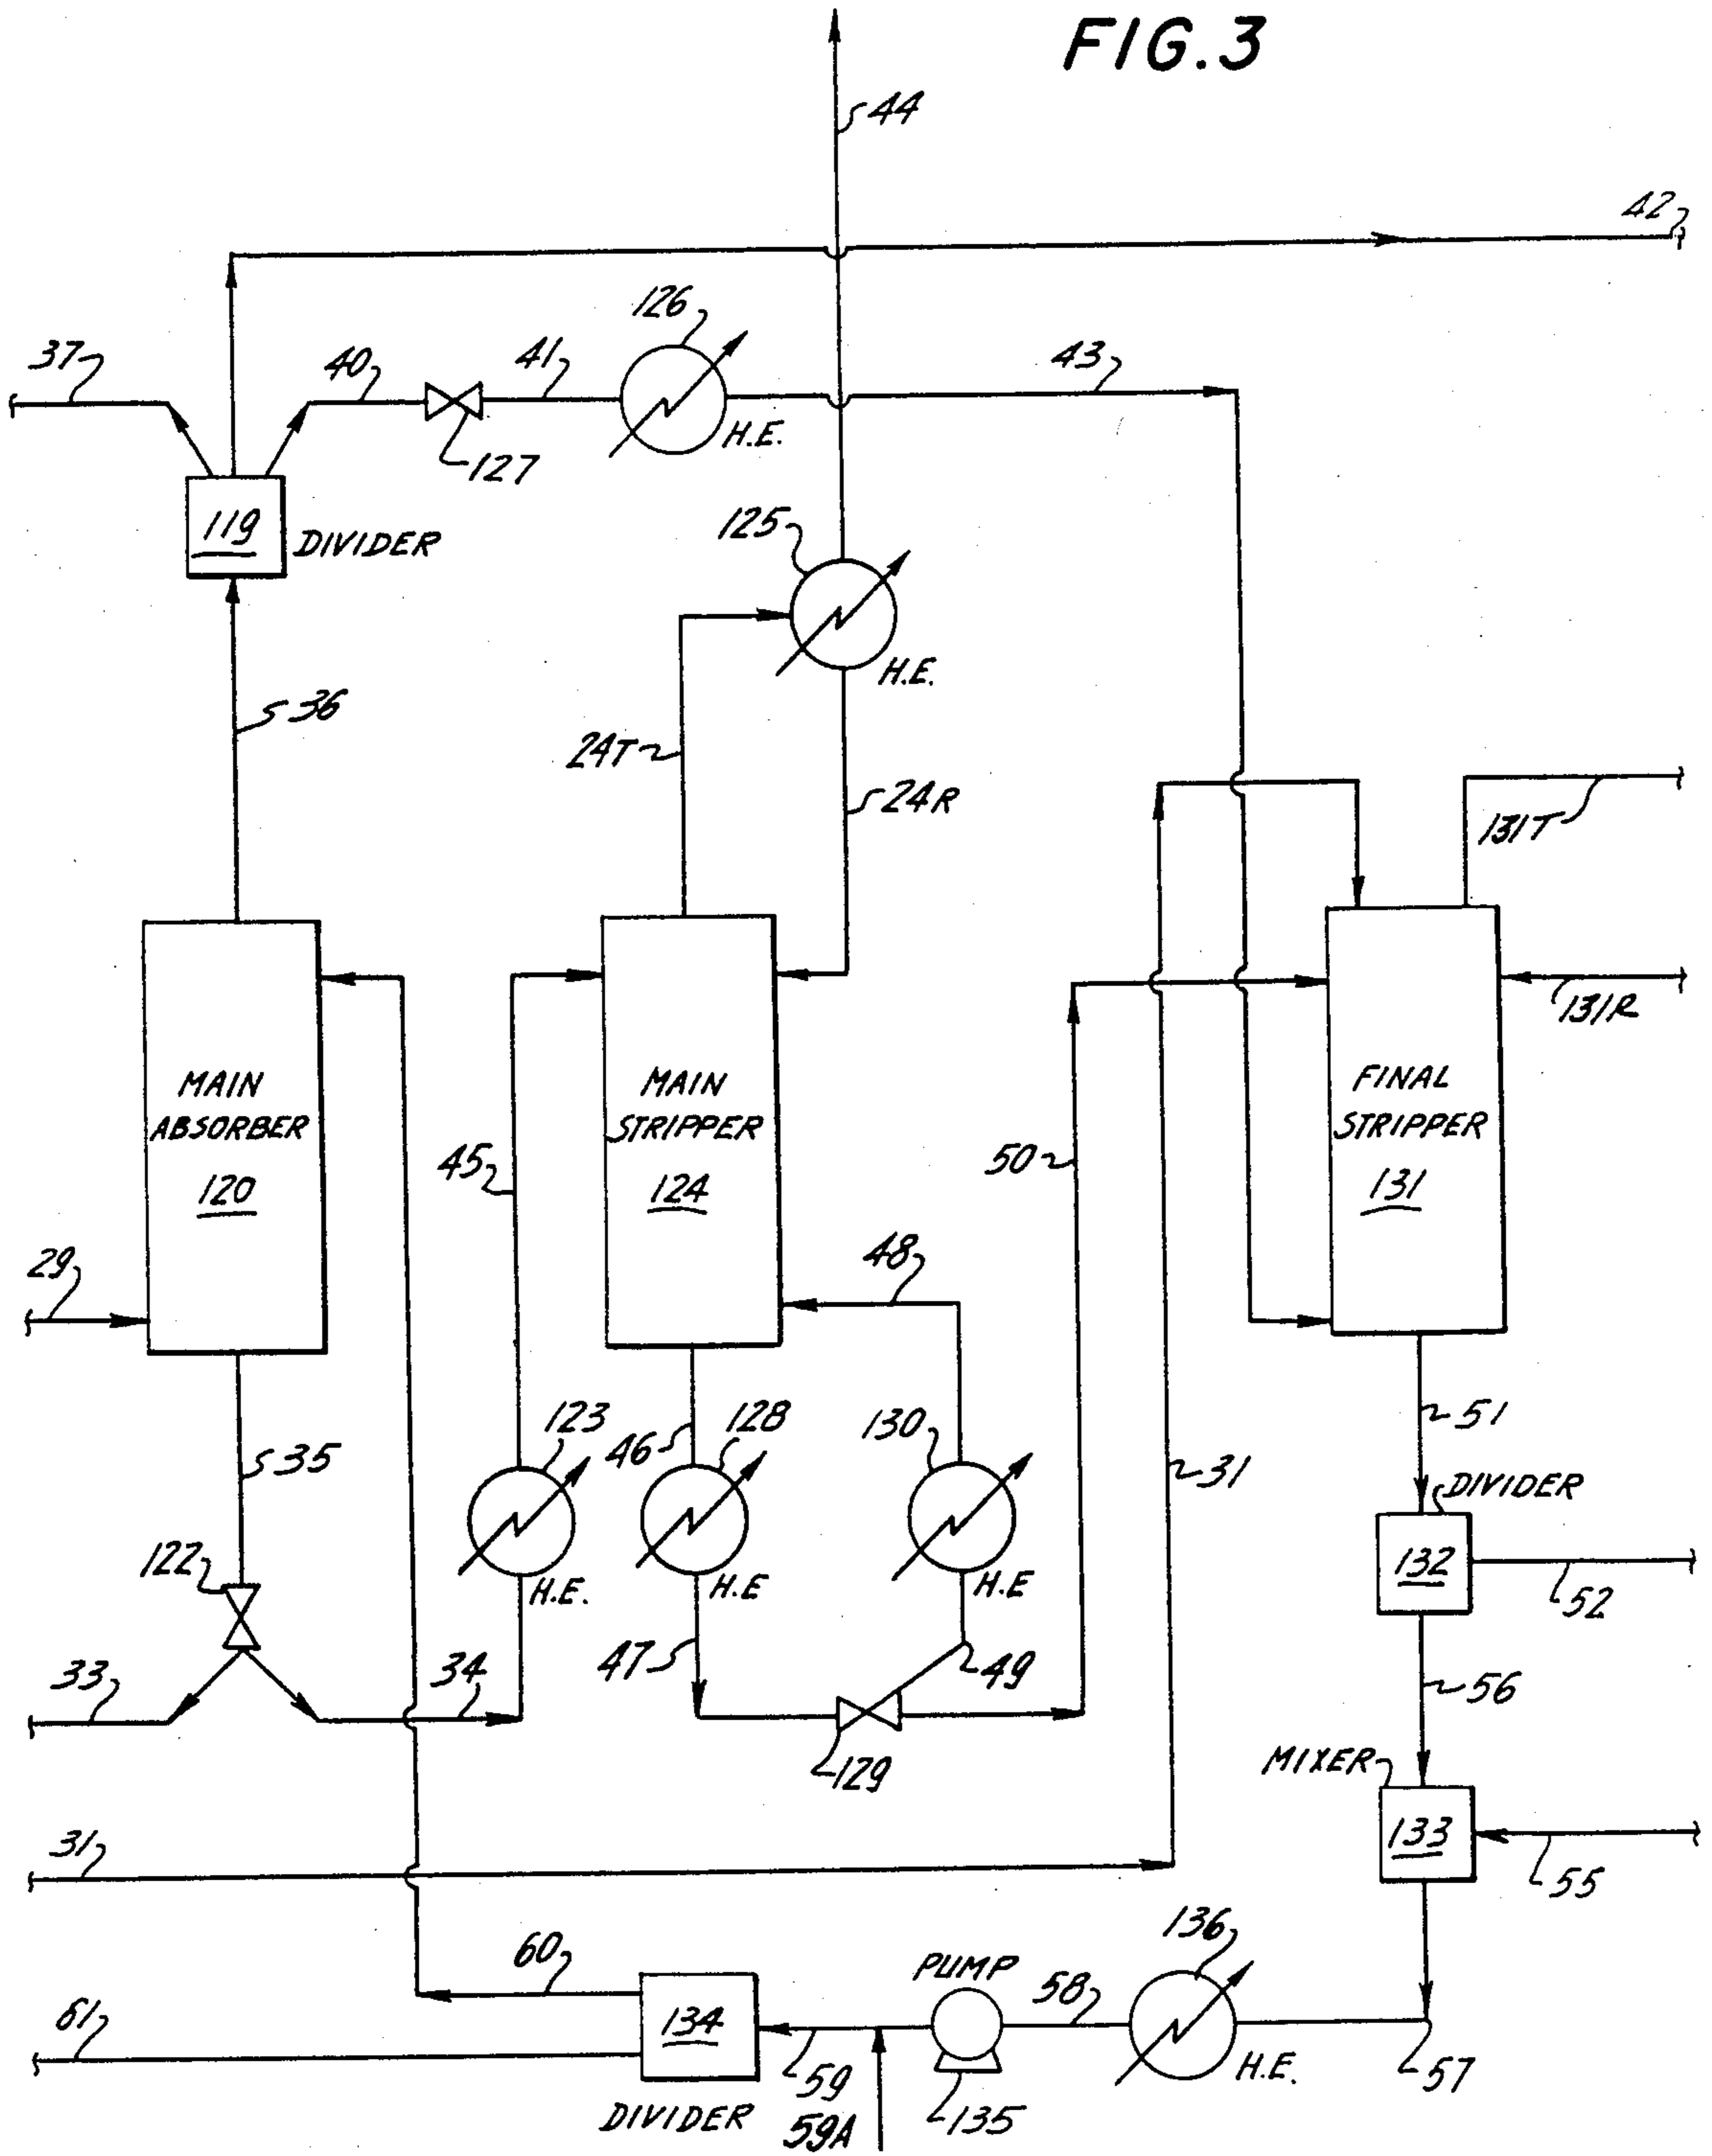 FIG.3
44
42
126
37
40
41
43
H.E.
127
125
119
DIVIDER
H.E.
36
24T
24R
131T
131R
MAIN
ABSORBER
120
MAIN
STRIPPER
124
FINAL
STRIPPER
131
45
50
29
48
51
123
128
130
46
35
31
DIVIDER
122
132
H.E.
H.E
H.E
52
47
49
33
34
56
129
MIXER
133
31
55
136
60
PUMP
58
61
134
59
H.E.
57
DIVIDER
59A
135